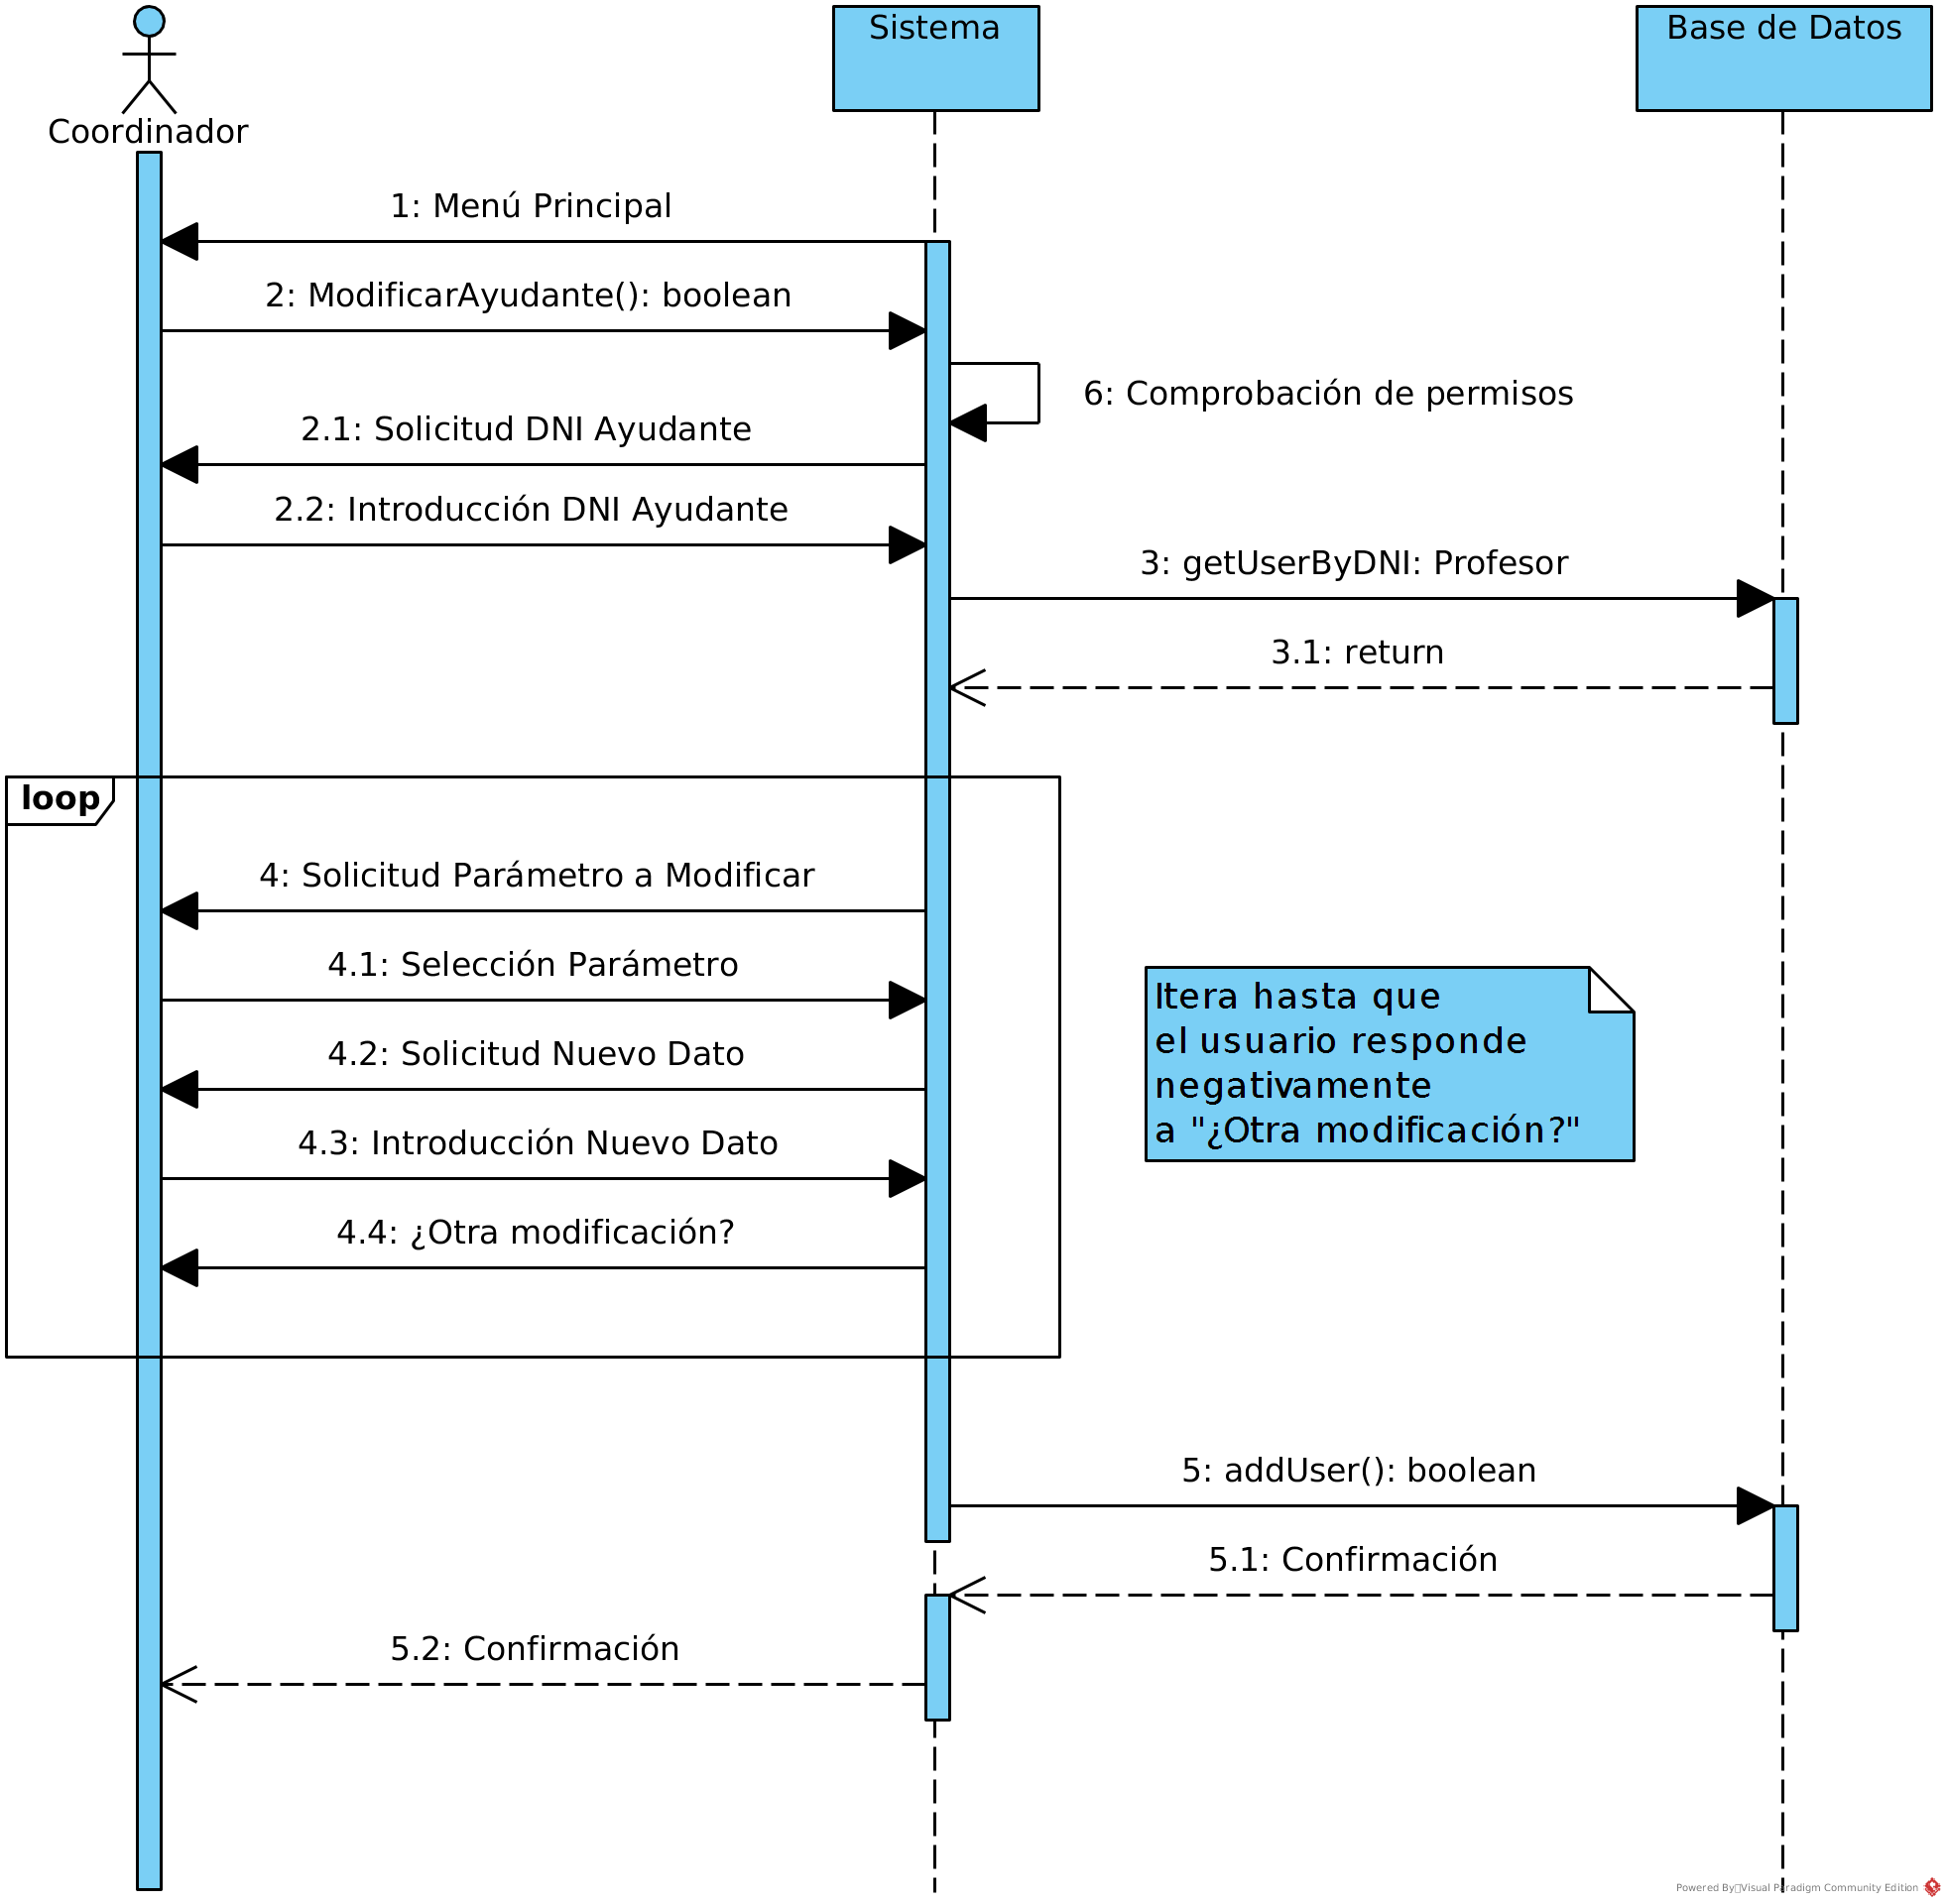 Sistema
Base de Datos
Coordinador
1: Menú Principal
2: ModificarAyudante(): boolean
6: Comprobación de permisos
2.1: Solicitud DNI Ayudante
2.2: Introducción DNI Ayudante
3: getUserByDNI: Profesor
3.1: return
loop
4: Solicitud Parámetro a Modificar
4.1: Selección Parámetro
Itera hasta que
el usuario responde
negativamente
a "¿Otra modificación?"
4.2: Solicitud Nuevo Dato
4.3: Introducción Nuevo Dato
4.4: ¿Otra modificación?
5: addUser(): boolean
5.1: Confirmación
5.2: Confirmación
Powered By Visual Paradigm Community Edition